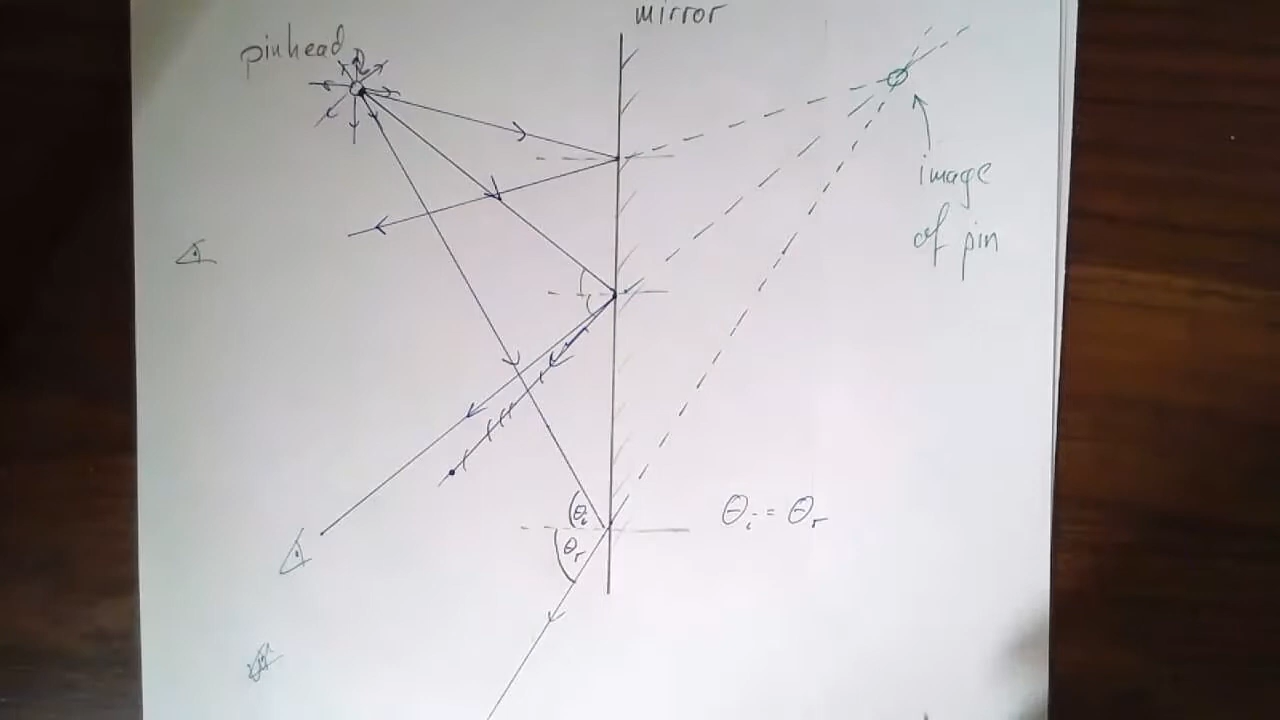 mirror
pinhead
image
of pin
θi
θr
θi = θr